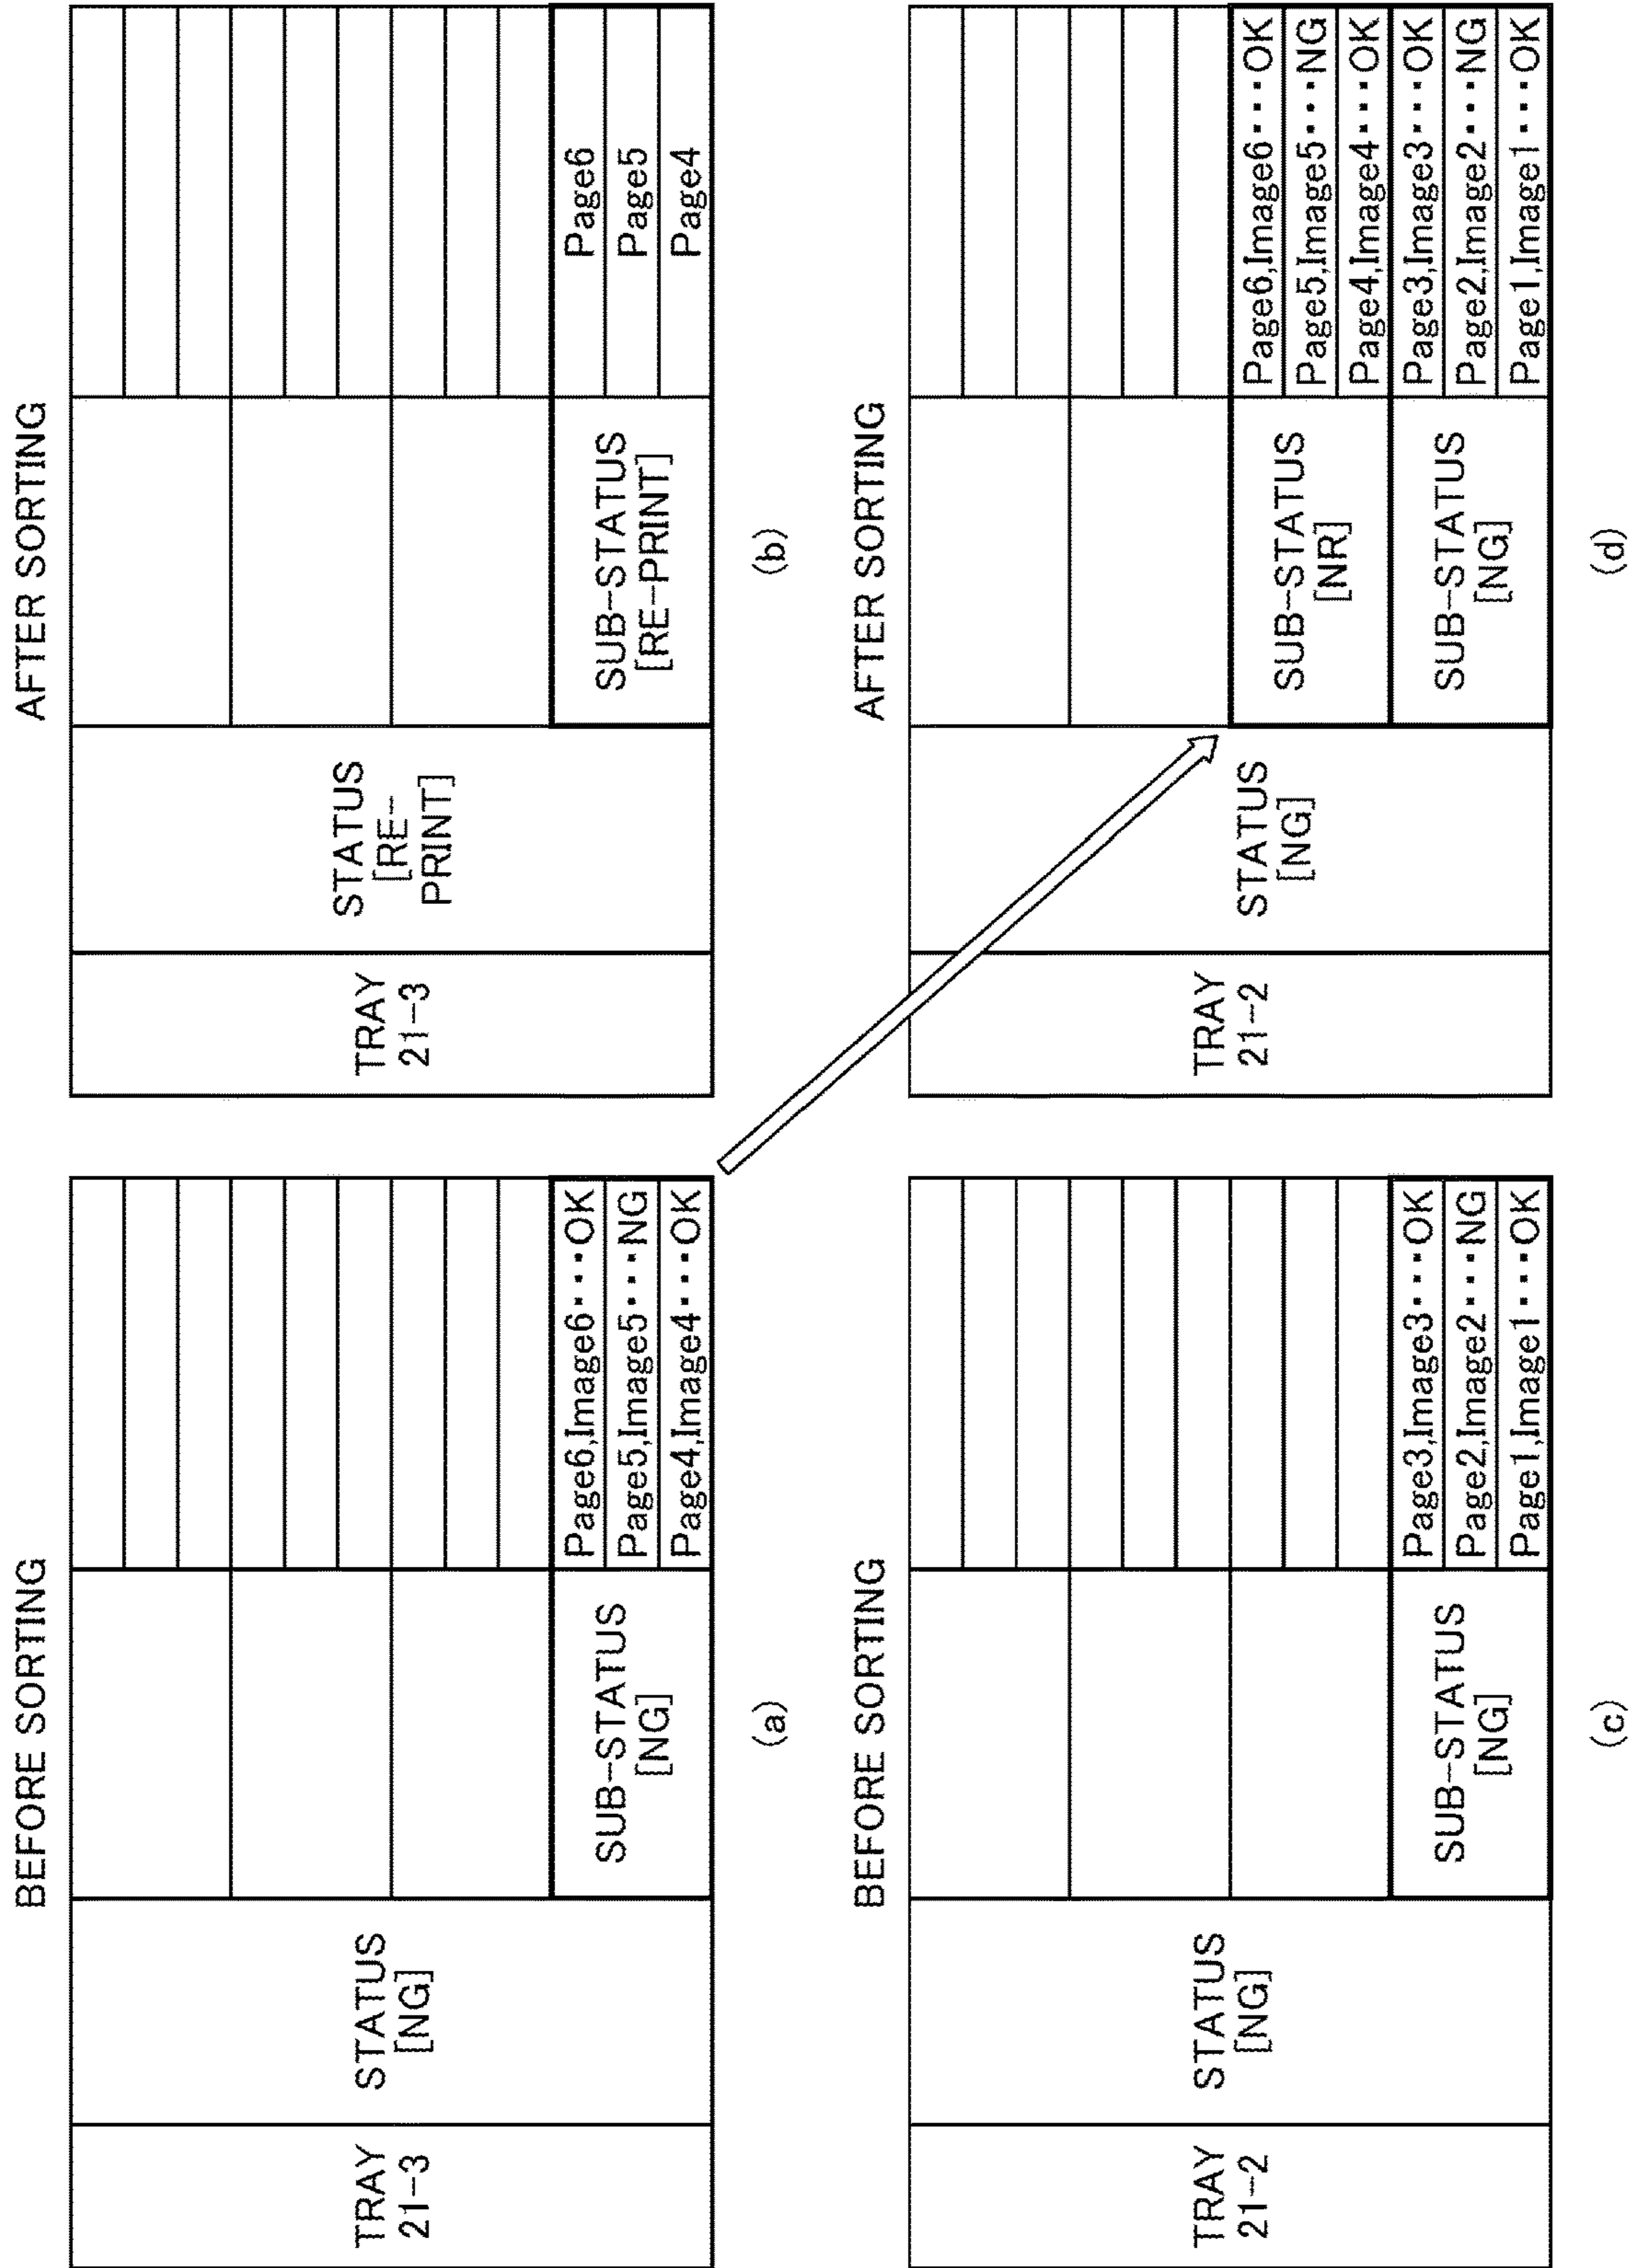 BEFORE SORTING
TRAY
21-3
STATUS
[NG]
SUB-STATUS
[NG]
Page6,Image6···OK
Page5,Image5···NG
Page4,Image4···OK
(a)
AFTER SORTING
TRAY
21-3
STATUS
[RE-
PRINT]
SUB-STATUS
[RE-PRINT]
Page6
Page5
Page4
(b)
BEFORE SORTING
TRAY
21-2
STATUS
[NG]
SUB-STATUS
[NG]
Page3,Image3···OK
Page2,Image2···NG
Page1,Image1···OK
(c)
AFTER SORTING
TRAY
21-2
STATUS
[NG]
SUB-STATUS
[NR]
Page6,Image6···OK
Page5,Image5···NG
Page4,Image4···OK
SUB-STATUS
[NG]
Page3,Image3···OK
Page2,Image2···NG
Page1,Image1···OK
(d)